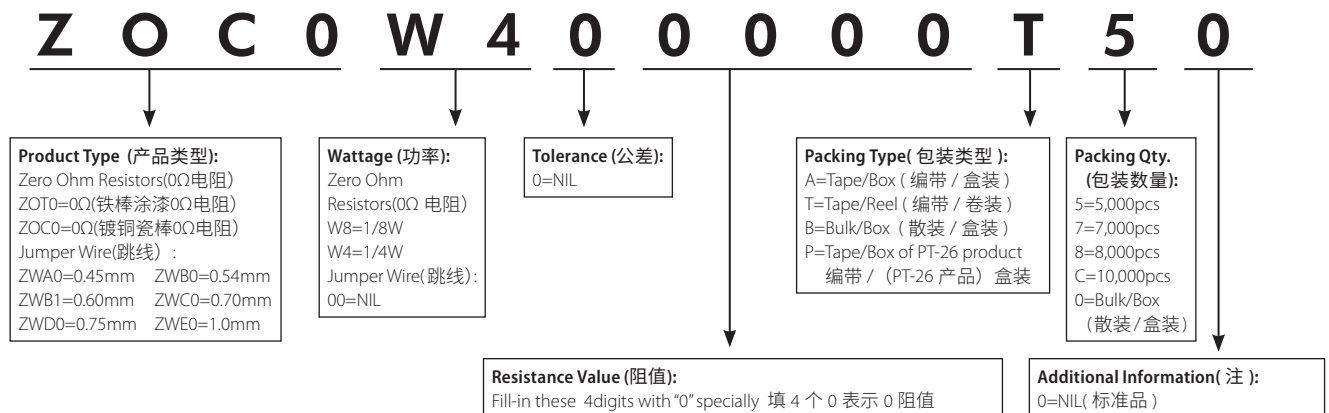 ZOC0W400000T50
Product Type (产品类型):
Zero Ohm Resistors(0Ω电阻)
ZOT0=0Ω(铁棒涂漆0Ω电阻)
ZOC0=0Ω(镀铜瓷棒0Ω电阻)
Jumper Wire(跳线）:
ZWA0=0.45mm ZWB0=0.54mm
ZWB1=0.60mm ZWC0=0.70mm
ZWD0=0.75mm ZWE0=1.0mm
Wattage (功率):
Zero Ohm
Resistors(0Ω 电阻)
W8=1/8W
W4=1/4W
Jumper Wire(跳线):
00=NIL
Tolerance (公差):
0=NIL
Packing Type( 包装类型 ):
A=Tape/Box ( 编带 / 盒装 )
T=Tape/Reel ( 编带 / 卷装 )
B=Bulk/Box ( 散装 / 盒装 )
P=Tape/Box of PT-26 product
编带 /（PT-26 产品）盒装
Packing Qty.
(包装数量):
5=5,000pcs
7=7,000pcs
8=8,000pcs
C=10,000pcs
0=Bulk/Box
（散装/盒装)
Resistance Value (阻值):
Fill-in these 4digits with “0” specially 填 4 个 0 表示 0 阻值
Additional Information( 注 ):
0=NIL( 标准品 )